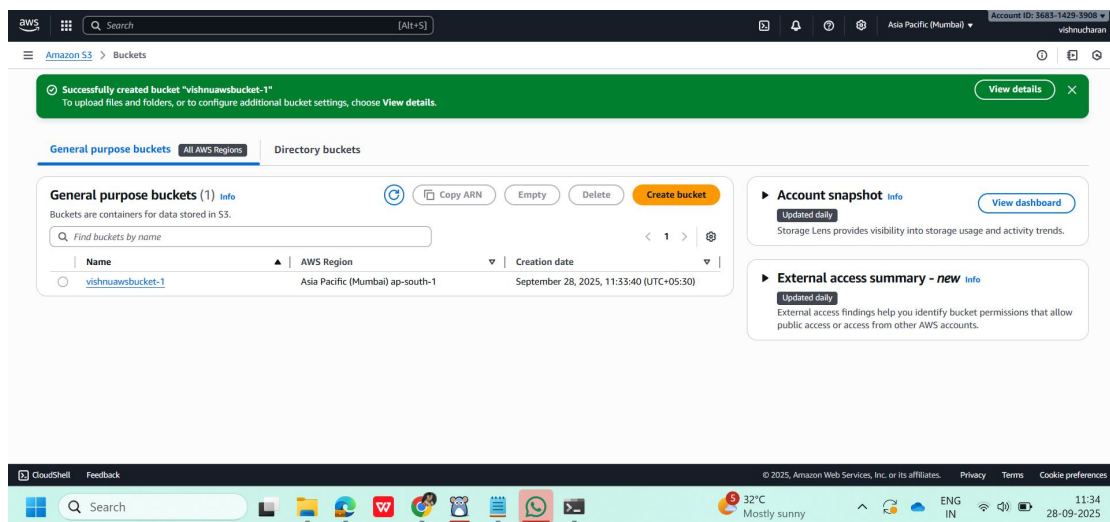 aws
Search
[Alt+S]
Asia Pacific (Mumbai)
Account ID: 3683-1429-3908
vishnucharan
Amazon S3 > Buckets
Successfully created bucket "vishnuawsbucket-1"
To upload files and folders, or to configure additional bucket settings, choose View details.
View details
General purpose buckets All AWS Regions
Directory buckets
General purpose buckets (1) Info
Copy ARN
Empty
Delete
Create bucket
Buckets are containers for data stored in S3.
Find buckets by name
1
Name
AWS Region
Creation date
vishnuawsbucket-1
Asia Pacific (Mumbai) ap-south-1
September 28, 2025, 11:33:40 (UTC+05:30)
Account snapshot Info
Updated daily
View dashboard
Storage Lens provides visibility into storage usage and activity trends.
External access summary - new Info
Updated daily
External access findings help you identify bucket permissions that allow
public access or access from other AWS accounts.
CloudShell
Feedback
© 2025, Amazon Web Services, Inc. or its affiliates.
Privacy
Terms
Cookie preferences
Search
W
5
32°C
Mostly sunny
ENG
IN
11:34
28-09-2025